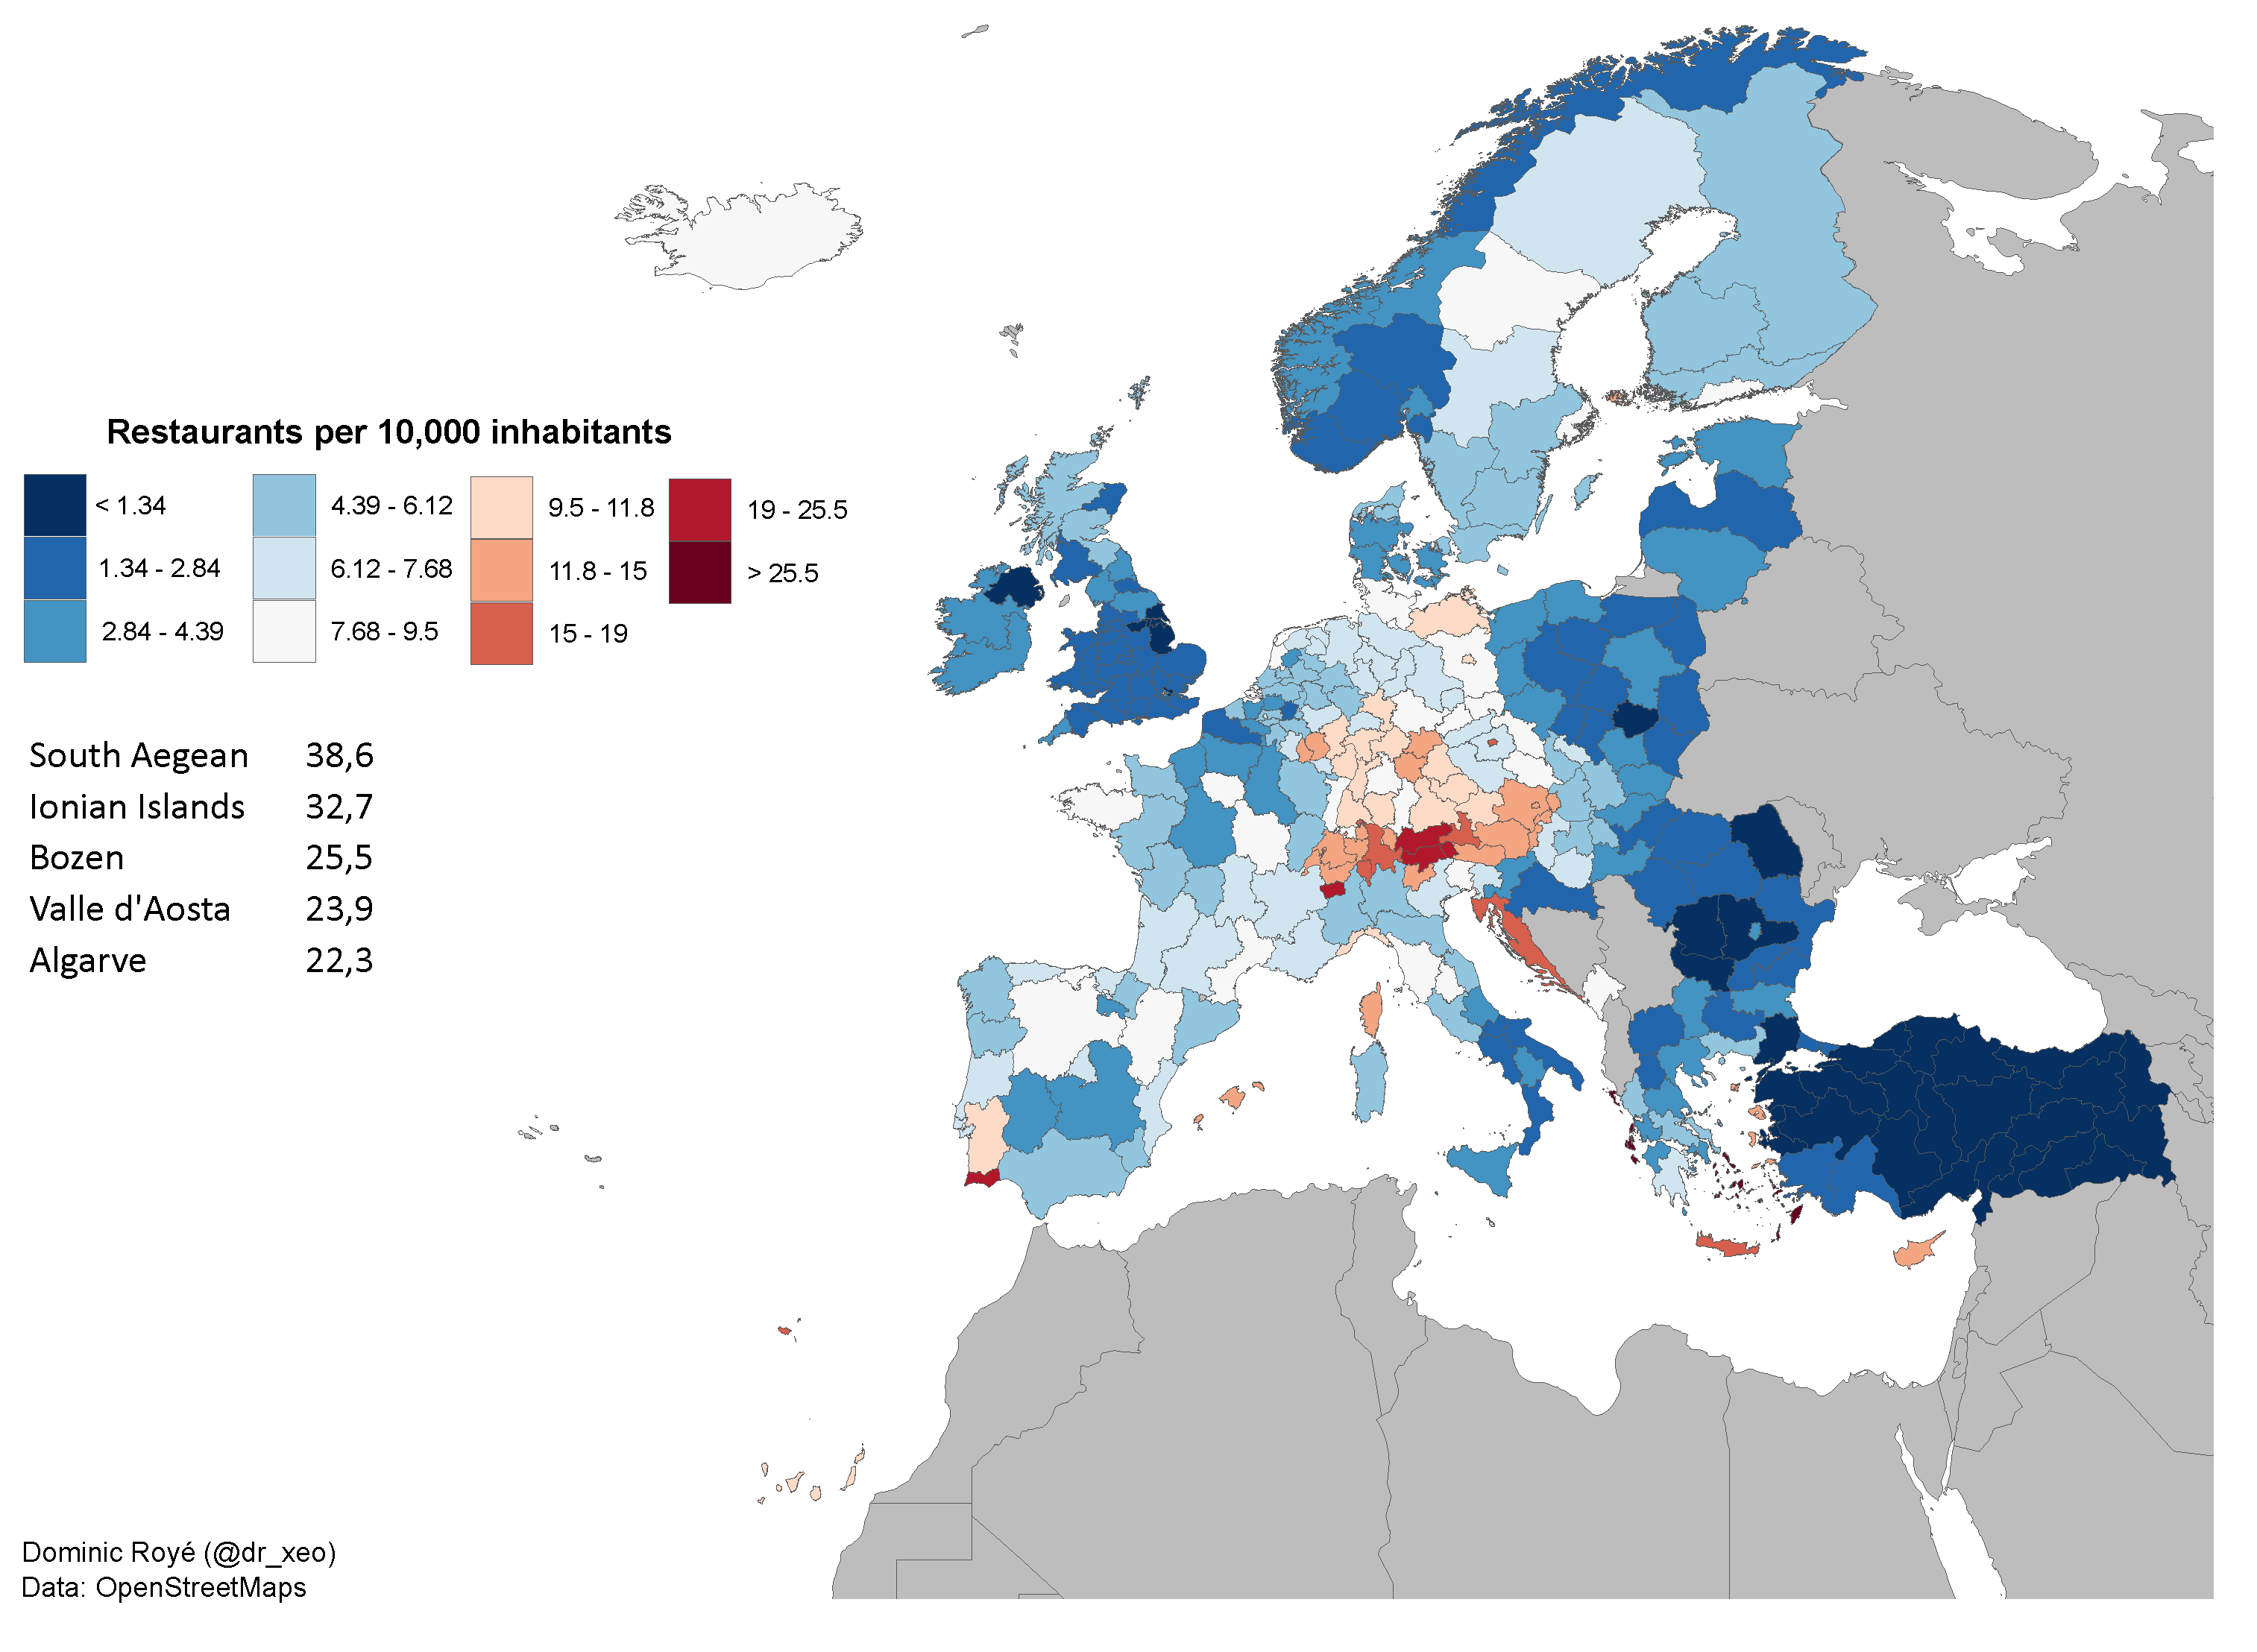 Restaurants per 10,000 inhabitants
< 1.34
1.34 - 2.84
2.84 - 4.39
4.39 - 6.12
6.12 - 7.68
7.68 - 9.5
9.5 - 11.8
11.8 - 15
15 - 19
19 - 25.5
> 25.5
South Aegean 38,6
Ionian Islands 32,7
Bozen 25,5
Valle d'Aosta 23,9
Algarve 22,3
Dominic Royé (@dr_xeo)
Data: OpenStreetMaps